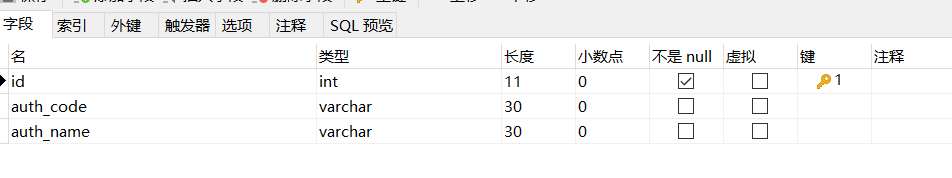 字段 索引 外键 触发器 选项 注释 SQL 预览
名 类型 长度 小数点 不是 null 虚拟 键 注释
id int 11 0 1
auth_code varchar 30 0
auth_name varchar 30 0